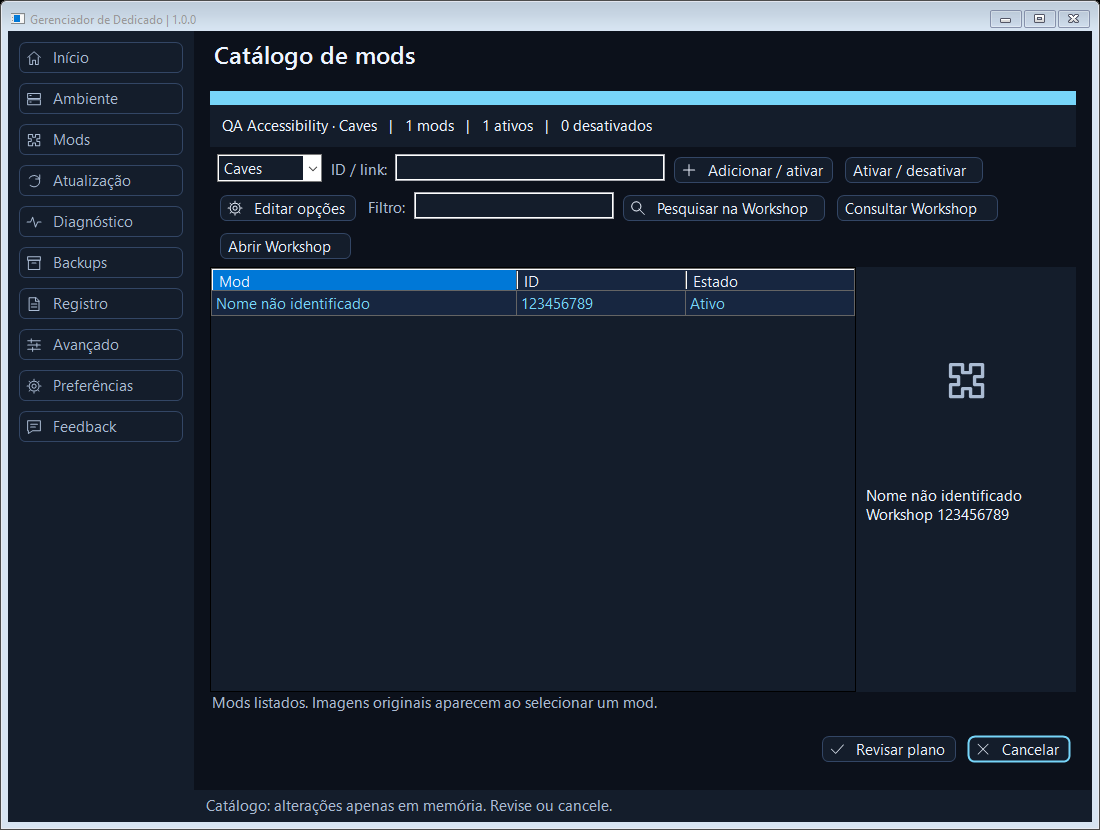 Gerenciador de Dedicado | 1.0.0
Início
Ambiente
Mods
Atualização
Diagnóstico
Backups
Registro
Avançado
Preferências
Feedback
Catálogo de mods
QA Accessibility · Caves | 1 mods | 1 ativos | 0 desativados
Caves ID / link: Adicionar / ativar Ativar / desativar
Editar opções Filtro: Pesquisar na Workshop Consultar Workshop
Abrir Workshop
Mod ID Estado
Nome não identificado 123456789 Ativo
Nome não identificado
Workshop 123456789
Mods listados. Imagens originais aparecem ao selecionar um mod.
Revisar plano Cancelar
Catálogo: alterações apenas em memória. Revise ou cancele.